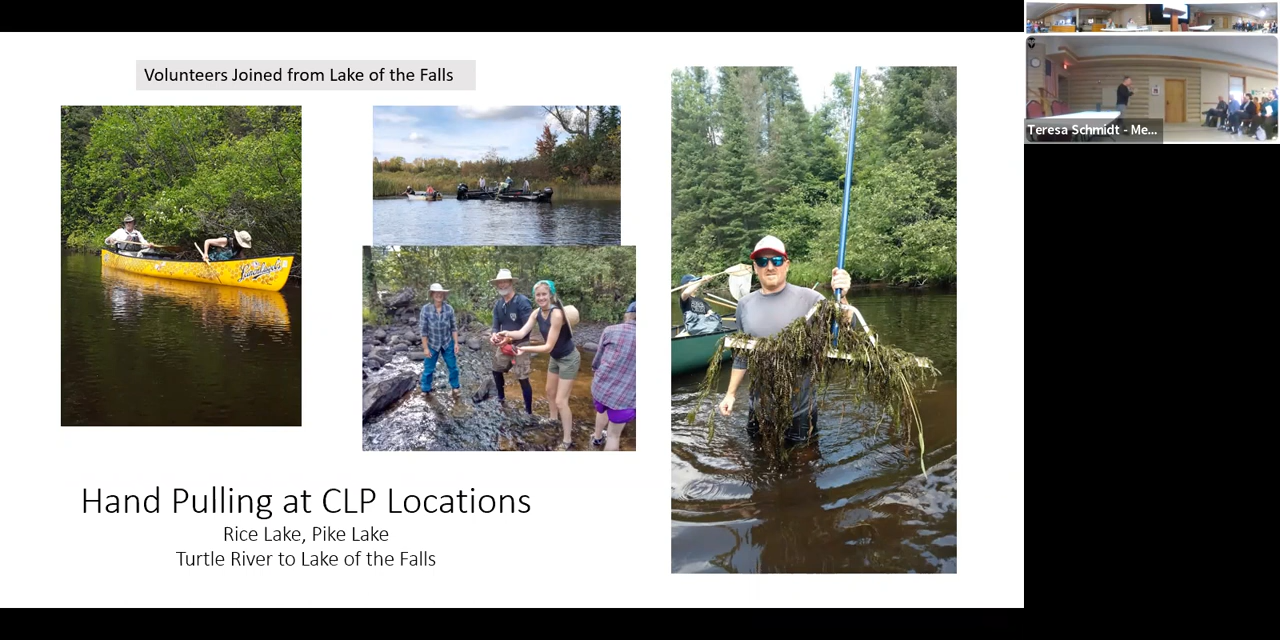 Volunteers Joined from Lake of the Falls
Hand Pulling at CLP Locations
Rice Lake, Pike Lake
Turtle River to Lake of the Falls
Teresa Schmidt - Me...